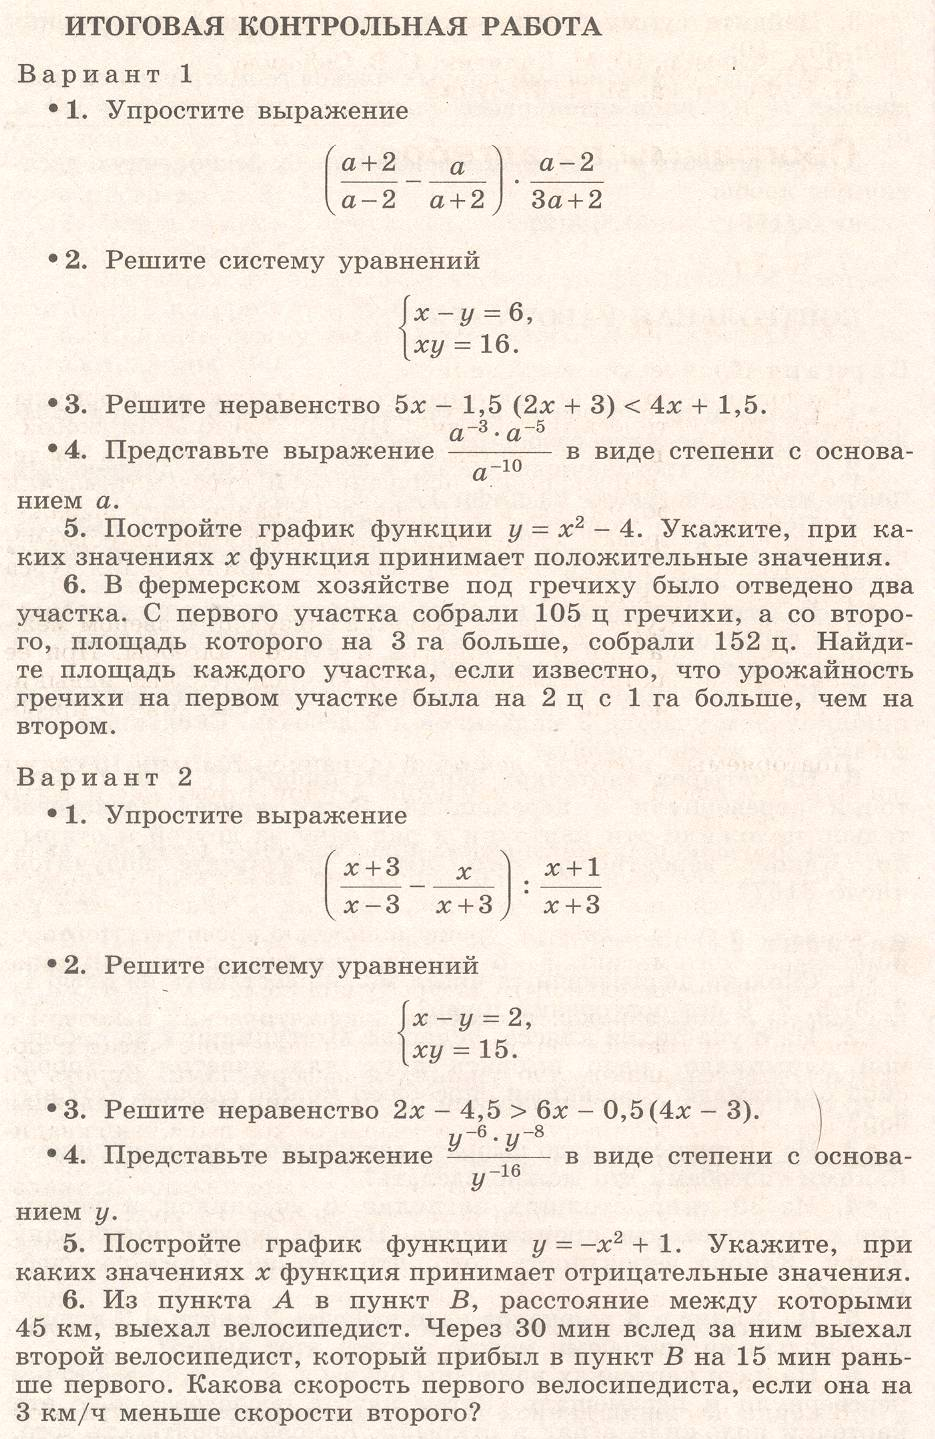 ИТОГОВАЯ КОНТРОЛЬНАЯ РАБОТА
Вариант 1
• 1. Упростите выражение
(a+2/a−2 − a/a+2) · a−2/3a+2
• 2. Решите систему уравнений
{x − y = 6,
xy = 16.
• 3. Решите неравенство 5x − 1,5 (2x + 3) < 4x + 1,5.
• 4. Представьте выражение a⁻³ · a⁻⁵/a⁻¹⁰ в виде степени с основа-
нием a.
5. Постройте график функции y = x² − 4. Укажите, при ка-
ких значениях x функция принимает положительные значения.
6. В фермерском хозяйстве под гречиху было отведено два
участка. С первого участка собрали 105 ц гречихи, а со второ-
го, площадь которого на 3 га больше, собрали 152 ц. Найди-
те площадь каждого участка, если известно, что урожайность
гречихи на первом участке была на 2 ц с 1 га больше, чем на
втором.
Вариант 2
• 1. Упростите выражение
(x+3/x−3 − x/x+3) : x+1/x+3
• 2. Решите систему уравнений
{x − y = 2,
xy = 15.
• 3. Решите неравенство 2x − 4,5 > 6x − 0,5(4x − 3).
• 4. Представьте выражение y⁻⁶ · y⁻⁸/y⁻¹⁶ в виде степени с основа-
нием y.
5. Постройте график функции y = −x² + 1. Укажите, при
каких значениях x функция принимает отрицательные значения.
6. Из пункта A в пункт B, расстояние между которыми
45 км, выехал велосипедист. Через 30 мин вслед за ним выехал
второй велосипедист, который прибыл в пункт B на 15 мин рань-
ше первого. Какова скорость первого велосипедиста, если она на
3 км/ч меньше скорости второго?